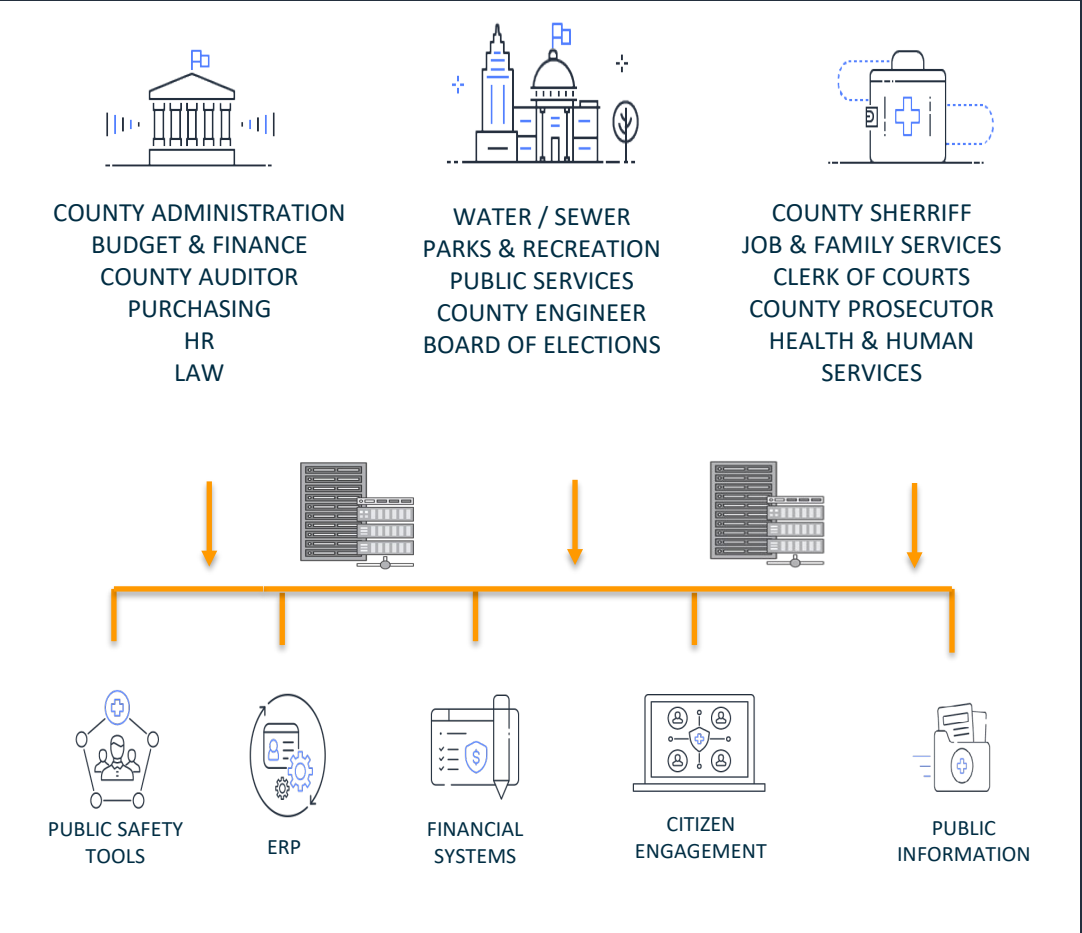 COUNTY ADMINISTRATION
BUDGET & FINANCE
COUNTY AUDITOR
PURCHASING
HR
LAW
WATER / SEWER
PARKS & RECREATION
PUBLIC SERVICES
COUNTY ENGINEER
BOARD OF ELECTIONS
COUNTY SHERRIFF
JOB & FAMILY SERVICES
CLERK OF COURTS
COUNTY PROSECUTOR
HEALTH & HUMAN
SERVICES
$
PUBLIC SAFETY
TOOLS
ERP
FINANCIAL
SYSTEMS
CITIZEN
ENGAGEMENT
PUBLIC
INFORMATION